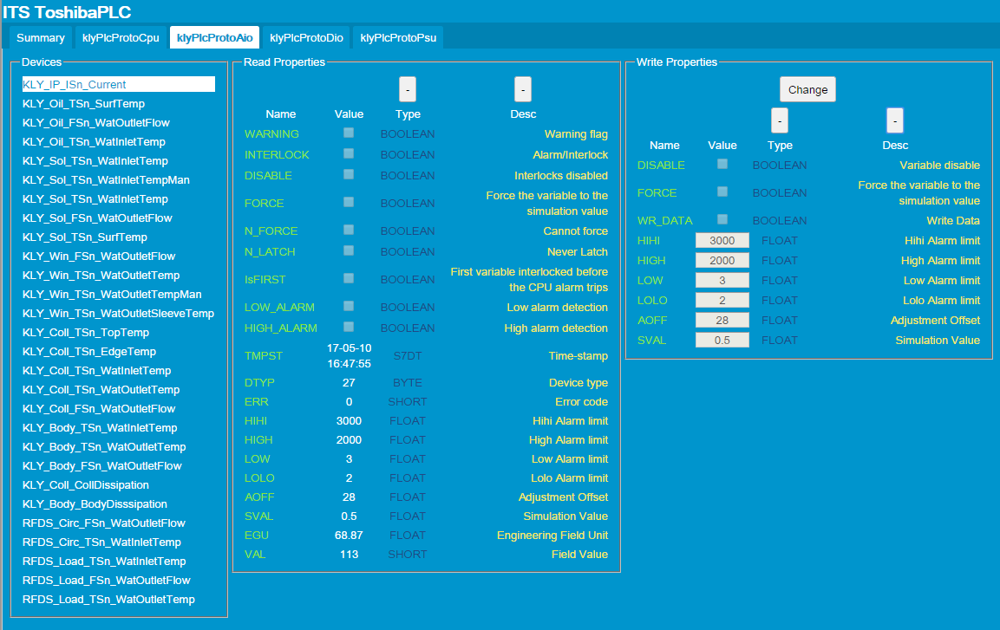 ITS ToshibaPLC
Summary klyPlcProtoCpu klyPlcProtoAio klyPlcProtoDio klyPlcProtoPsu
Devices
KLY_IP_ISn_Current
KLY_Oil_TSn_SurfTemp
KLY_Oil_FSn_WatOutletFlow
KLY_Oil_TSn_WatInletTemp
KLY_Sol_TSn_WatInletTemp
KLY_Sol_TSn_WatInletTempMan
KLY_Sol_TSn_WatInletTemp
KLY_Sol_FSn_WatOutletFlow
KLY_Sol_TSn_SurfTemp
KLY_Win_FSn_WatOutletFlow
KLY_Win_TSn_WatOutletTemp
KLY_Win_TSn_WatOutletTempMan
KLY_Win_TSn_WatOutletSleeveTemp
KLY_Coll_TSn_TopTemp
KLY_Coll_TSn_EdgeTemp
KLY_Coll_TSn_WatInletTemp
KLY_Coll_TSn_WatOutletTemp
KLY_Coll_FSn_WatOutletFlow
KLY_Body_TSn_WatInletTemp
KLY_Body_TSn_WatOutletTemp
KLY_Body_FSn_WatOutletFlow
KLY_Coll_CollDissipation
KLY_Body_BodyDisssipation
RFDS_Circ_FSn_WatOutletFlow
RFDS_Circ_TSn_WatInletTemp
RFDS_Load_TSn_WatInletTemp
RFDS_Load_FSn_WatOutletFlow
RFDS_Load_TSn_WatOutletTemp
Read Properties
- -
Name Value Type Desc
WARNING BOOLEAN Warning flag
INTERLOCK BOOLEAN Alarm/Interlock
DISABLE BOOLEAN Interlocks disabled
FORCE BOOLEAN Force the variable to the
simulation value
N_FORCE BOOLEAN Cannot force
N_LATCH BOOLEAN Never Latch
IsFIRST BOOLEAN First variable interlocked before
the CPU alarm trips
LOW_ALARM BOOLEAN Low alarm detection
HIGH_ALARM BOOLEAN High alarm detection
TMPST 17-05-10
16:47:55 S7DT Time-stamp
DTYP 27 BYTE Device type
ERR 0 SHORT Error code
HIHI 3000 FLOAT Hihi Alarm limit
HIGH 2000 FLOAT High Alarm limit
LOW 3 FLOAT Low Alarm limit
LOLO 2 FLOAT Lolo Alarm limit
AOFF 28 FLOAT Adjustment Offset
SVAL 0.5 FLOAT Simulation Value
EGU 68.87 FLOAT Engineering Field Unit
VAL 113 SHORT Field Value
Write Properties
Change
- -
Name Value Type Desc
DISABLE BOOLEAN Variable disable
FORCE BOOLEAN Force the variable to the
simulation value
WR_DATA BOOLEAN Write Data
HIHI 3000 FLOAT Hihi Alarm limit
HIGH 2000 FLOAT High Alarm limit
LOW 3 FLOAT Low Alarm limit
LOLO 2 FLOAT Lolo Alarm limit
AOFF 28 FLOAT Adjustment Offset
SVAL 0.5 FLOAT Simulation Value